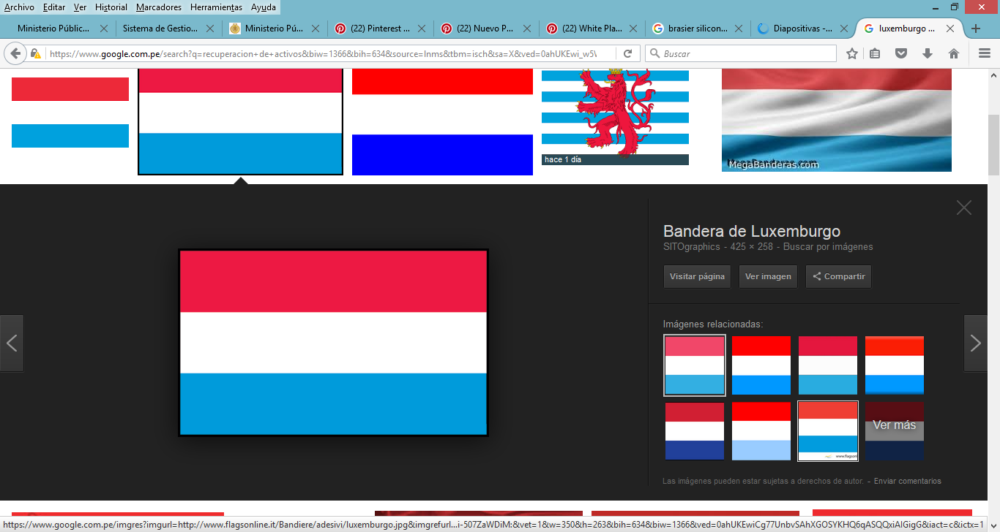 Archivo Editar Ver Historial Marcadores Herramientas Ayuda
Ministerio Públic... Sistema de Gestio... Ministerio Pú... (22) Pinterest ... (22) Nuevo P... (22) White Pla... brasier silicon... Diapositivas -... luxemburgo ...
https://www.google.com.pe/search?q=recuperacion+de+activos&biw=1366&bih=634&source=lnms&tbm=isch&sa=X&ved=0ahUKEwi_w5\ Buscar
hace 1 día
MegaBanderas.com
Bandera de Luxemburgo
SITOgraphics - 425 × 258 - Buscar por imágenes
Visitar página Ver imagen Compartir
Imágenes relacionadas:
Ver más
www.flagsonl
Las imágenes pueden estar sujetas a derechos de autor. - Enviar comentarios
https://www.google.com.pe/imgres?imgurl=http://www.flagsonline.it/Bandiere/adesivi/luxemburgo.jpg&imgrefurl...i-507ZaWDiM:&vet=1&w=350&h=263&bih=634&biw=1366&ved=0ahUKEwiCg77UnbvSAhXGOSYKHQ6qASQQxiAIGigG&iact=c&ictx=1